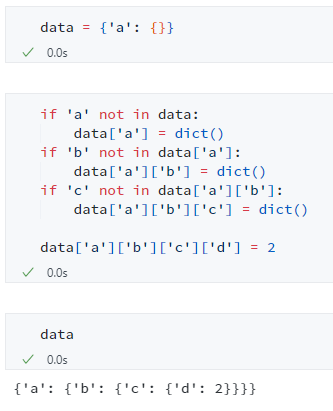 data = {'a': {}}
✓ 0.0s
if 'a' not in data:
    data['a'] = dict()
if 'b' not in data['a']:
    data['a']['b'] = dict()
if 'c' not in data['a']['b']:
    data['a']['b']['c'] = dict()

data['a']['b']['c']['d'] = 2
✓ 0.0s
data
✓ 0.0s
{'a': {'b': {'c': {'d': 2}}}}